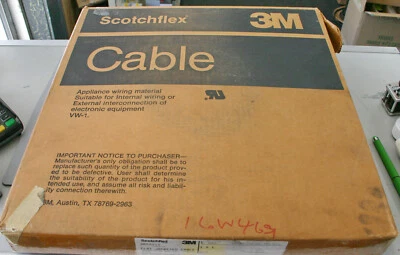 Scotchflex™ 3M
Cable
Appliance wiring material
Suitable for Internal wiring or
External interconnection of
electronic equipment
VW-1.
IMPORTANT NOTICE TO PURCHASER—
Manufacturer's only obligation shall be to
replace such quantity of the product prov-
ed to be defective. User shall determine
the suitability of the product for his in-
tended use, and assume all risk and liabil-
ity connection therewith.
3M, Austin, TX 78769-2963
16W469
Scotchflex 3M